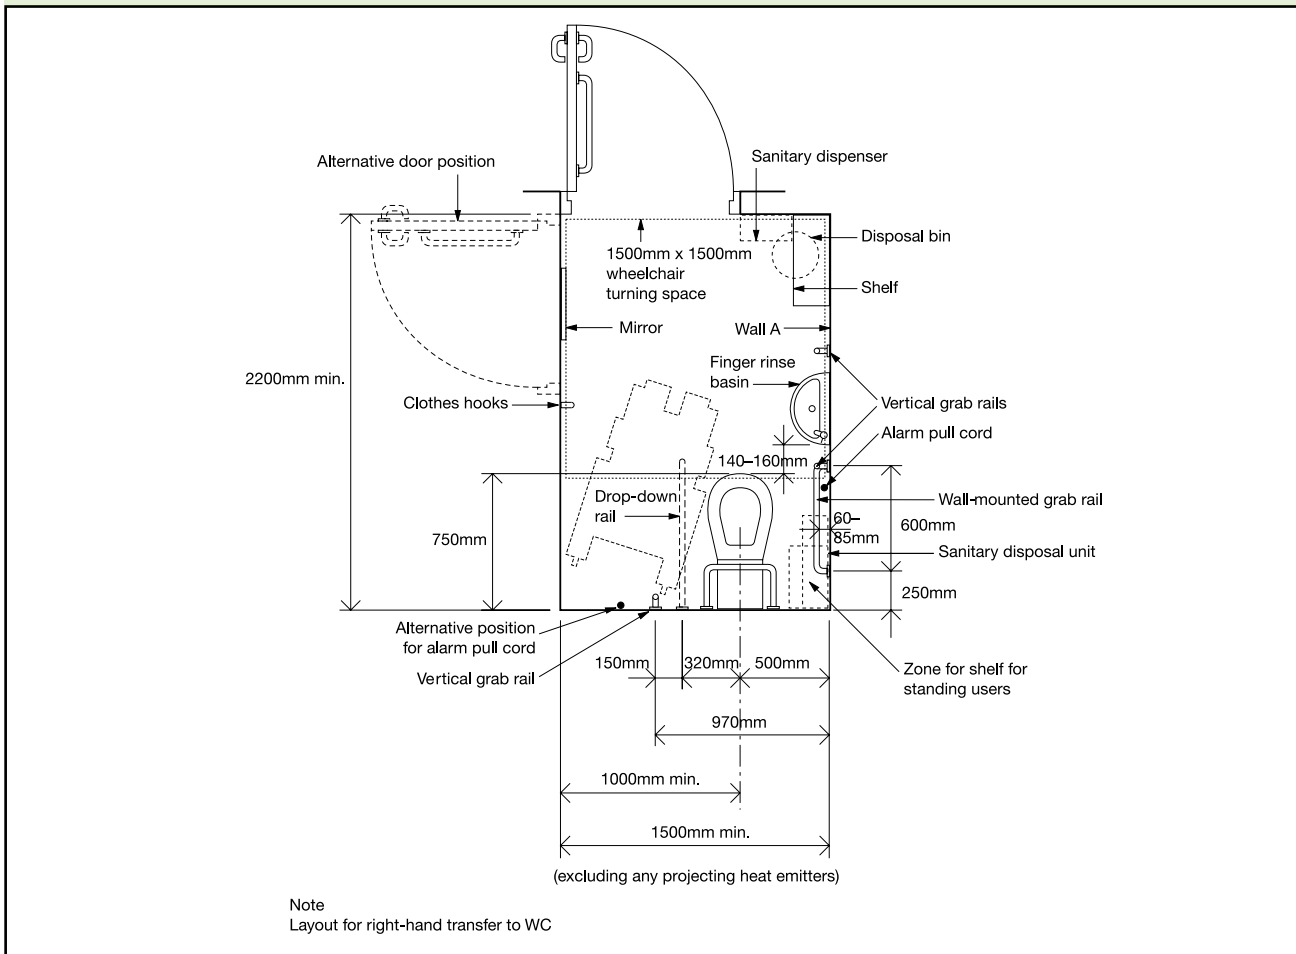 Alternative door position
Sanitary dispenser
Disposal bin
1500mm x 1500mm
wheelchair
turning space
Shelf
Mirror
Wall A
Finger rinse
basin
2200mm min.
Clothes hooks
Vertical grab rails
Alarm pull cord
140–160mm
Drop-down
rail
Wall-mounted grab rail
60–
85mm
600mm
750mm
Sanitary disposal unit
250mm
Alternative position
for alarm pull cord
Vertical grab rail
150mm
320mm
500mm
Zone for shelf for
standing users
970mm
1000mm min.
1500mm min.
(excluding any projecting heat emitters)
Note
Layout for right-hand transfer to WC